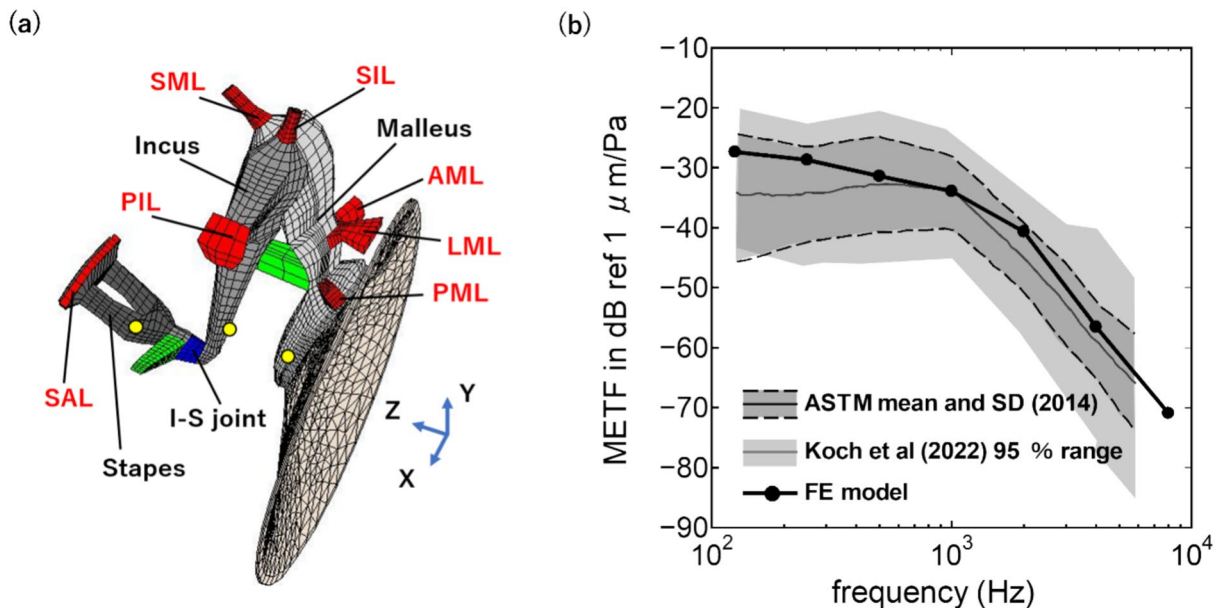 (a)
SML
SIL
Incus
Malleus
AML
PIL
LML
PML
SAL
I-S joint
Stapes
Y
Z
X
(b)
METF in dB ref 1 μm/Pa
−10
−20
−30
−40
−50
−60
−70
−80
−90
ASTM mean and SD (2014)
Koch et al (2022) 95 % range
FE model
10²
10³
10⁴
frequency (Hz)